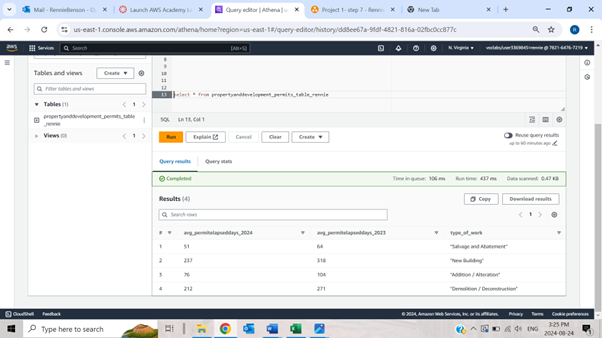 Mail - RennieBenson - C
Launch AWS Academy La
Query editor | Athena | u
Project 1- step 7 - Rennie
New Tab
us-east-1.console.aws.amazon.com/athena/home?region=us-east-1#/query-editor/history/dd8ee67a-9fdf-4821-816a-02fbc0cc877c
aws Services Search [Alt+S] N. Virginia
Tables and views Create
Filter tables and views
Tables (1) 1
propertyanddevelopment_permits_table_rennie
Views (0) 1
8
9
10
11
12
13 select * from propertyanddevelopment_permits_table_rennie
SQL Ln 13, Col 1
Run Explain Cancel Clear Create
Reuse query results
up to 60 minutes ago
Query results Query stats
Completed Time in queue: 106 ms Run time: 437 ms Data scanned: 0.47 KB
Results (4) Copy Download results
Search rows 1
# avg_permitelapseddays_2024 avg_permitelapseddays_2023 type_of_work
1 51 64 "Salvage and Abatement"
2 237 318 "New Building"
3 76 104 "Addition / Alteration"
4 212 271 "Demolition / Deconstruction"
CloudShell Feedback © 2024, Amazon Web Services, Inc. or its affiliates. Privacy Terms Cookie preferences
Type here to search ENG 3:25 PM
2024-08-24